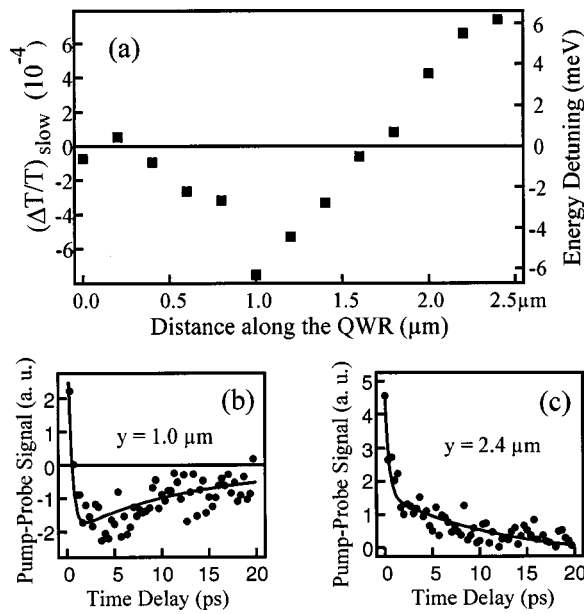 (a)
(ΔT/T)slow (10-4)
6
4
2
0
-2
-4
-6
6
4
2
0
-2
-4
-6
Energy Detuning (meV)
0.0 0.5 1.0 1.5 2.0 2.5μm
Distance along the QWR (μm)
(b)
y = 1.0 μm
Pump-Probe Signal (a. u.)
2
1
0
-1
-2
0 5 10 15 20
Time Delay (ps)
(c)
y = 2.4 μm
Pump-Probe Signal (a. u.)
5
4
3
2
1
0
0 5 10 15 20
Time Delay (ps)